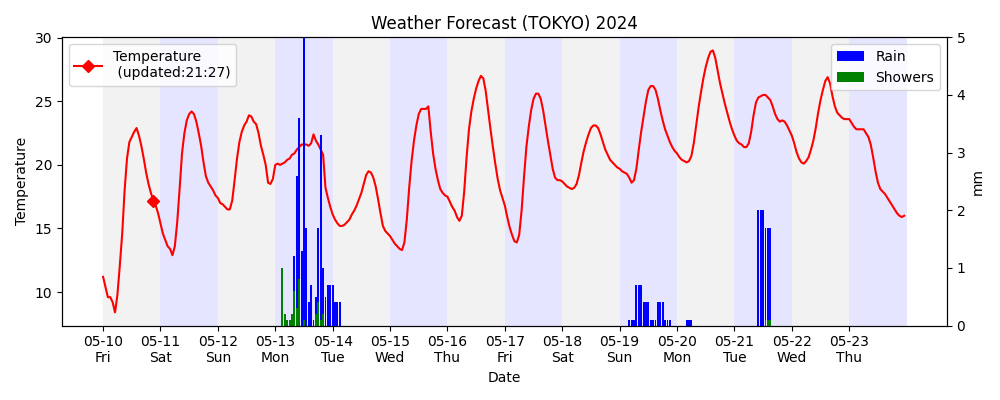 Weather Forecast (TOKYO) 2024
Temperature
(updated:21:27)
Rain
Showers
Temperature
30
25
20
15
10
5
4
3
2
1
0
mm
05-10 05-11 05-12 05-13 05-14 05-15 05-16 05-17 05-18 05-19 05-20 05-21 05-22 05-23
Fri Sat Sun Mon Tue Wed Thu Fri Sat Sun Mon Tue Wed Thu
Date